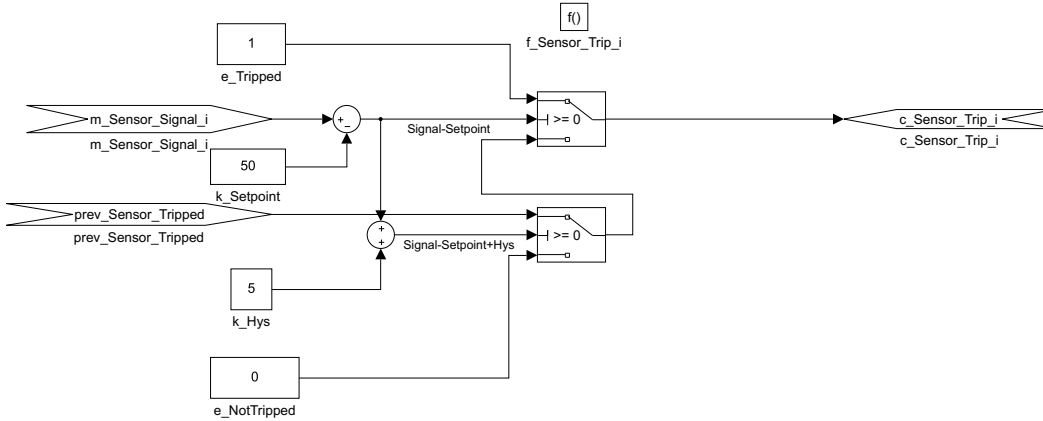 f()
f_Sensor_Trip_i
1
e_Tripped
m_Sensor_Signal_i
m_Sensor_Signal_i
+
−
Signal-Setpoint
>= 0
c_Sensor_Trip_i
c_Sensor_Trip_i
50
k_Setpoint
prev_Sensor_Tripped
prev_Sensor_Tripped
+
+
Signal-Setpoint+Hys
>= 0
5
k_Hys
0
e_NotTripped